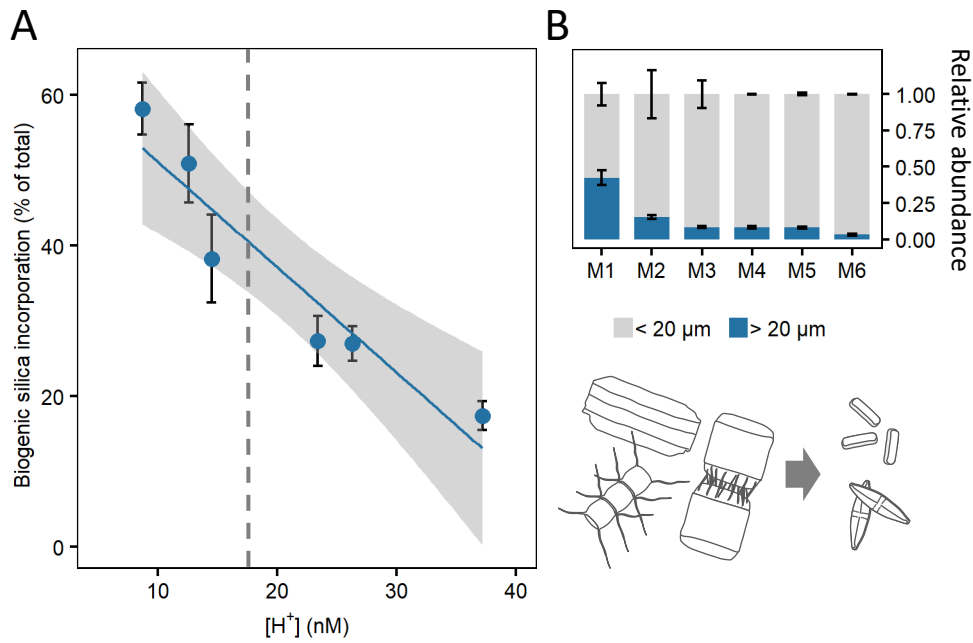 A
Biogenic silica incorporation (% of total)
60
40
20
0
10
20
30
40
[H+] (nM)
B
Relative abundance
1.00
0.75
0.50
0.25
0.00
M1
M2
M3
M4
M5
M6
< 20 µm
> 20 µm